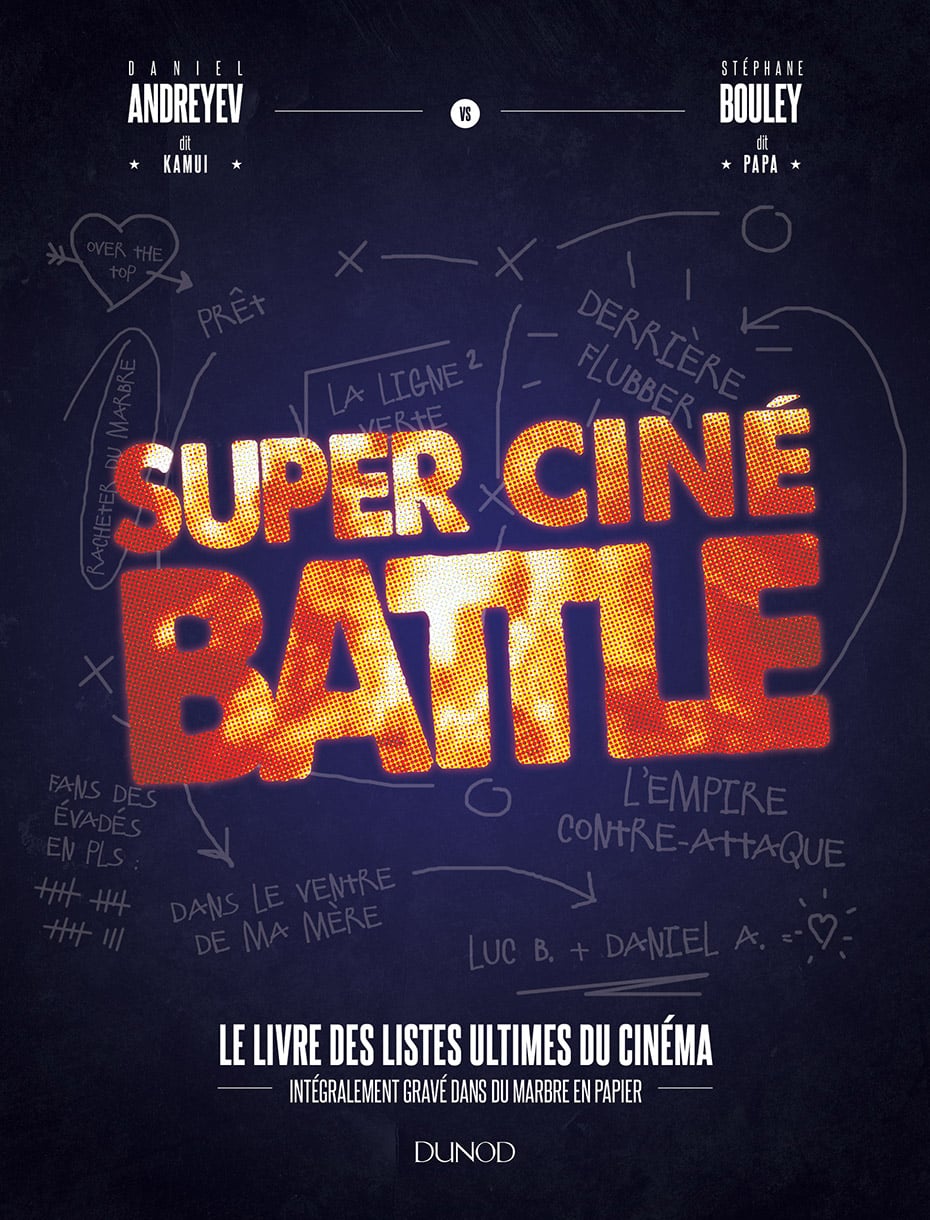 DANIEL
ANDREYEV
dit
KAMUI
VS
STÉPHANE
BOULEY
dit
PAPA
OVER THE
TOP
PRÊT
RACHETER DU MARBRE
LA LIGNE²
VERTE
DERRIÈRE
FLUBBER
SUPER CINÉ
BATTLE
FANS DES
ÉVADÉS
EN PLS :
L'EMPIRE
CONTRE-ATTAQUE
DANS LE VENTRE
DE MA MÈRE
LUC B. + DANIEL A. =
LE LIVRE DES LISTES ULTIMES DU CINÉMA
INTÉGRALEMENT GRAVÉ DANS DU MARBRE EN PAPIER
DUNOD